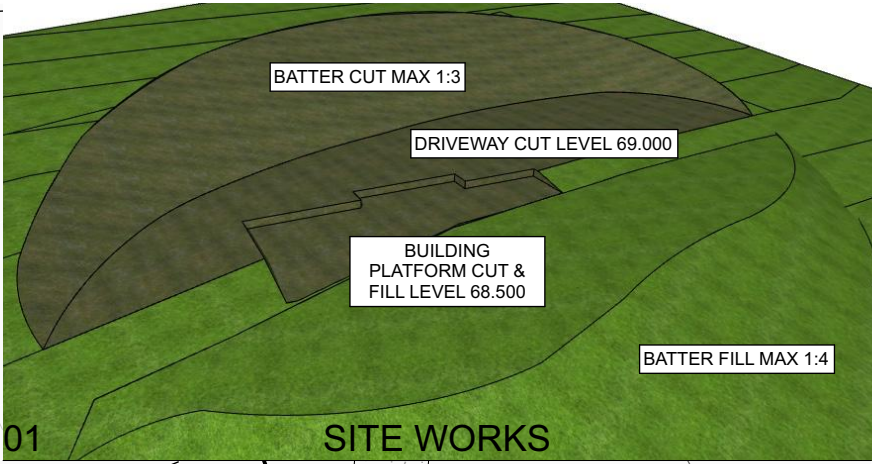 BATTER CUT MAX 1:3
DRIVEWAY CUT LEVEL 69.000
BUILDING
PLATFORM CUT &
FILL LEVEL 68.500
BATTER FILL MAX 1:4
01 SITE WORKS